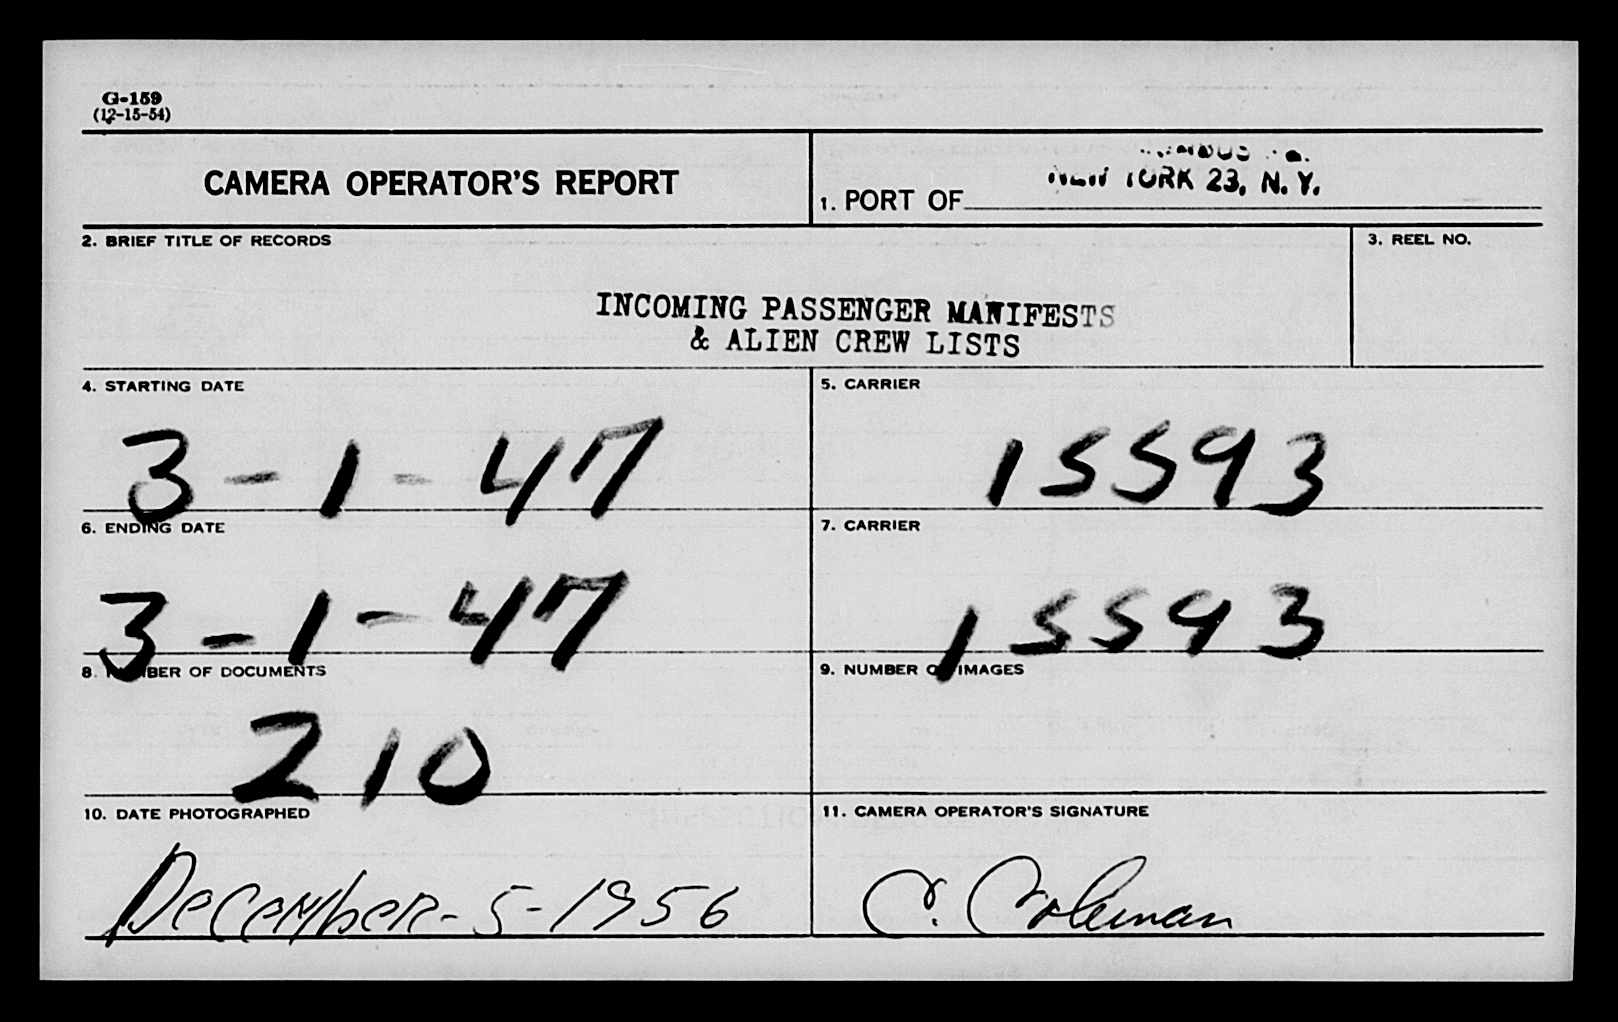 G-159
(12-15-54)
CAMERA OPERATOR'S REPORT
1. PORT OF
NEW YORK 23, N. Y.
2. BRIEF TITLE OF RECORDS
3. REEL NO.
INCOMING PASSENGER MANIFESTS
& ALIEN CREW LISTS
4. STARTING DATE
5. CARRIER
3-1-47
15593
6. ENDING DATE
7. CARRIER
3-1-47
15593
8. NUMBER OF DOCUMENTS
9. NUMBER OF IMAGES
210
10. DATE PHOTOGRAPHED
11. CAMERA OPERATOR'S SIGNATURE
December-5-1956
C. Coleman